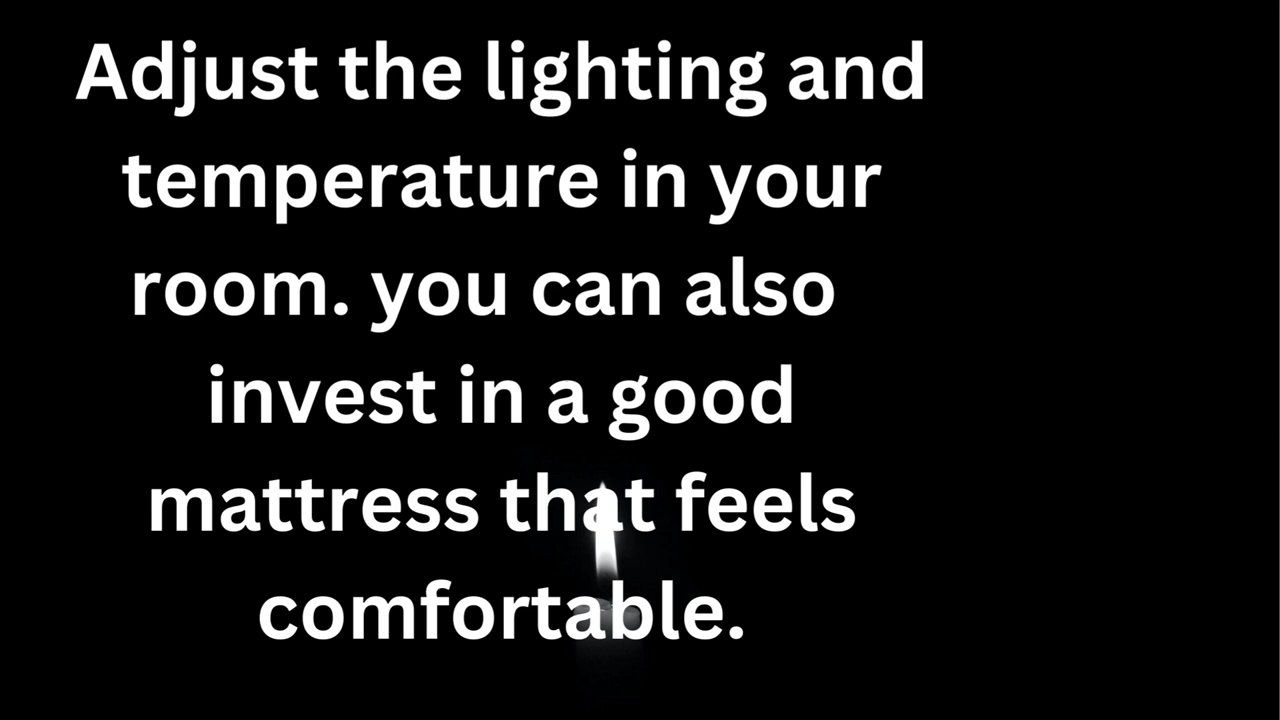 Adjust the lighting and
temperature in your
room. you can also
invest in a good
mattress that feels
comfortable.